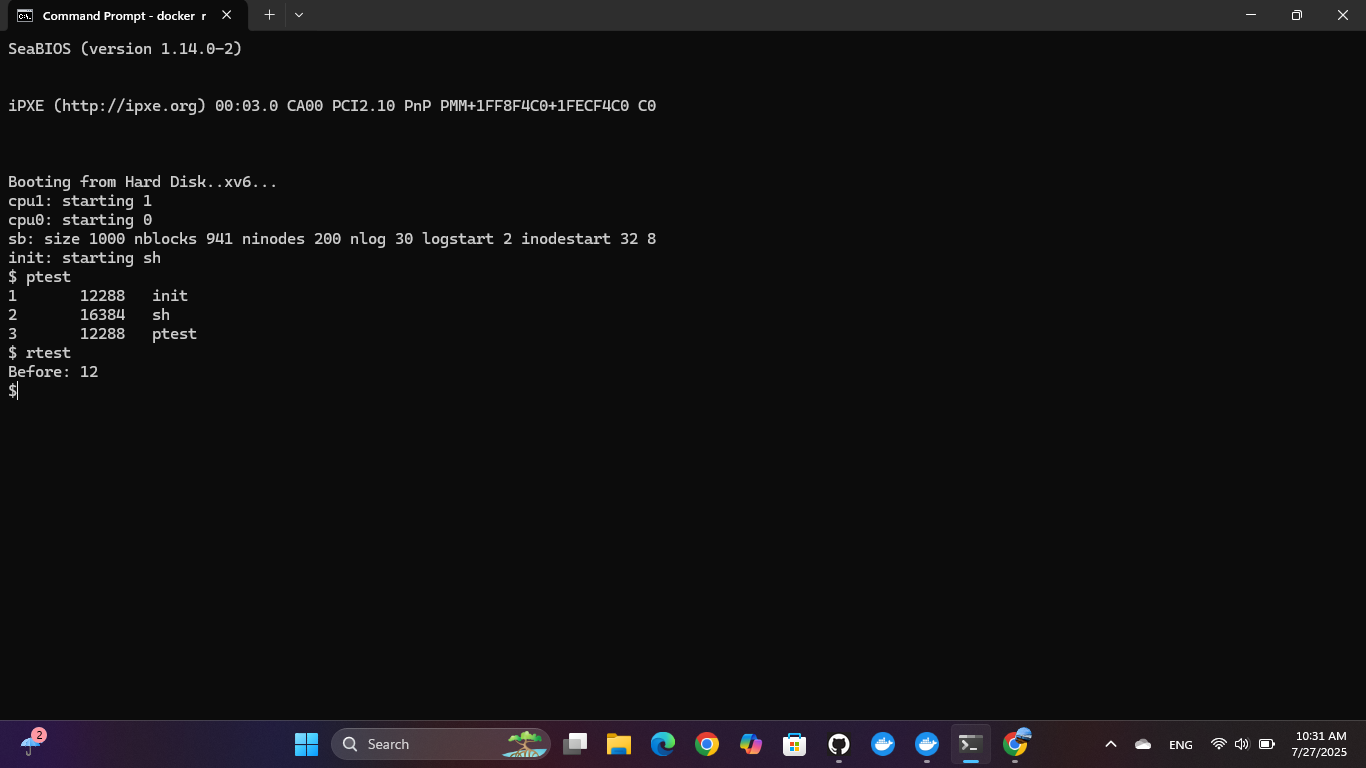 Command Prompt - docker r
SeaBIOS (version 1.14.0-2)
iPXE (http://ipxe.org) 00:03.0 CA00 PCI2.10 PnP PMM+1FF8F4C0+1FECF4C0 C0
Booting from Hard Disk..xv6...
cpu1: starting 1
cpu0: starting 0
sb: size 1000 nblocks 941 ninodes 200 nlog 30 logstart 2 inodestart 32 8
init: starting sh
$ ptest
1 12288 init
2 16384 sh
3 12288 ptest
$ rtest
Before: 12
$
2
Search
ENG
10:31 AM
7/27/2025